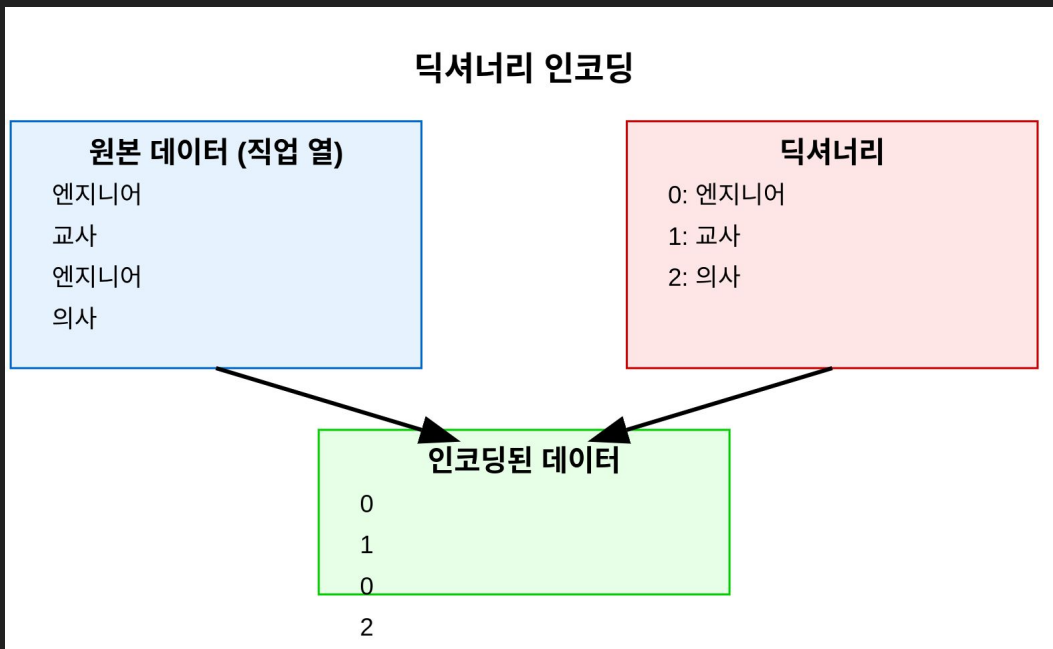 딕셔너리 인코딩
원본 데이터 (직업 열)
엔지니어
교사
엔지니어
의사
딕셔너리
0: 엔지니어
1: 교사
2: 의사
인코딩된 데이터
0
1
0
2